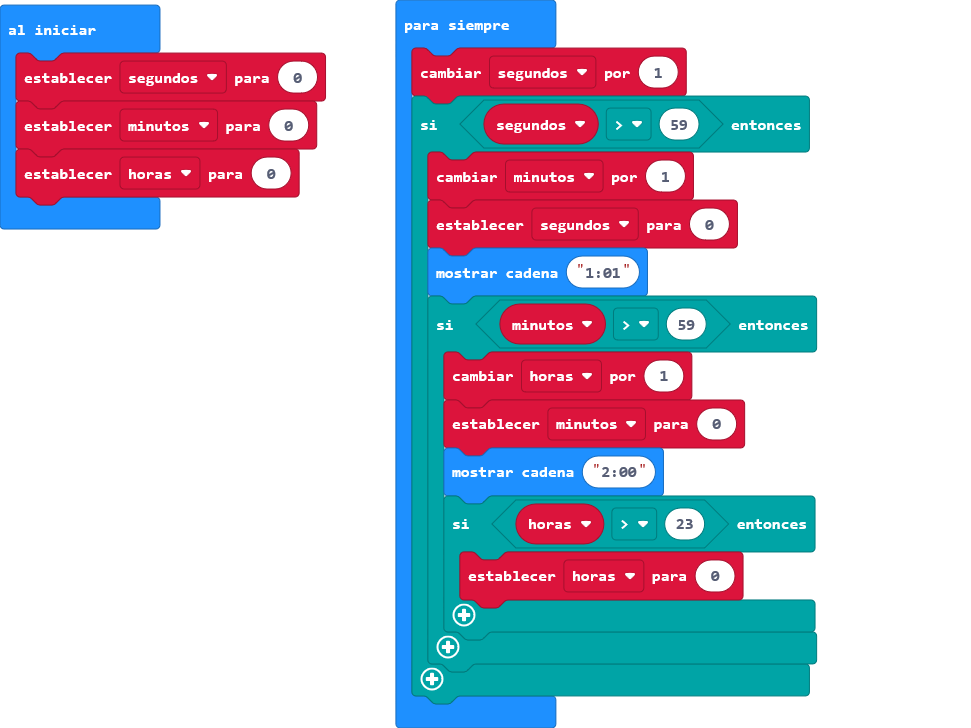 al iniciar
establecer segundos para 0
establecer minutos para 0
establecer horas para 0
para siempre
cambiar segundos por 1
si segundos > 59 entonces
cambiar minutos por 1
establecer segundos para 0
mostrar cadena "1:01"
si minutos > 59 entonces
cambiar horas por 1
establecer minutos para 0
mostrar cadena "2:00"
si horas > 23 entonces
establecer horas para 0